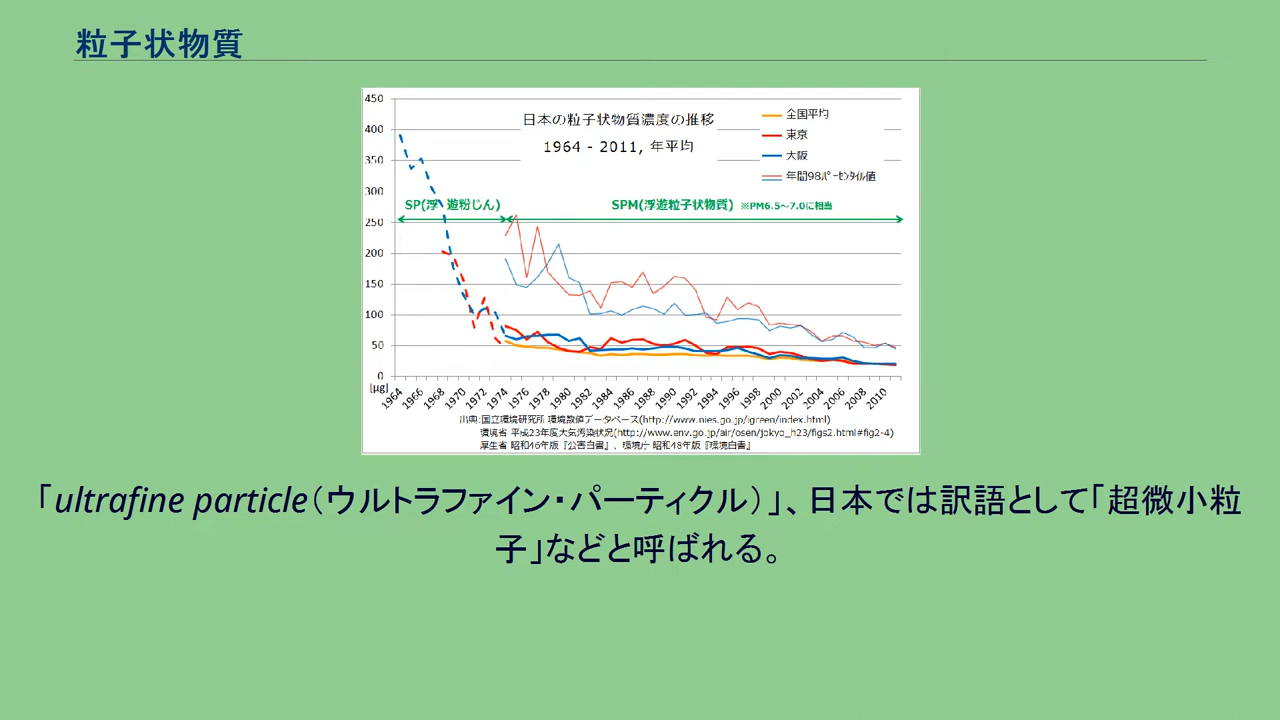 粒子状物質
450
400
350
300
250
200
150
100
50
0
[μg]
日本の粒子状物質濃度の推移
1964 - 2011, 年平均
全国平均
東京
大阪
年間98パーセンタイル値
SP(浮 遊粉じん)
SPM(浮遊粒子状物質) ※PM6.5～7.0に相当
1964 1966 1968 1970 1972 1974 1976 1978 1980 1982 1984 1986 1988 1990 1992 1994 1996 1998 2000 2002 2004 2006 2008 2010
出典:国立環境研究所 環境数値データベース(http://www.nies.go.jp/igreen/index.html)
環境省 平成23年度大気汚染状況(http://www.env.go.jp/air/osen/jokyo_h23/figs2.html#fig2-4)
厚生省 昭和46年版『公害白書』、環境庁 昭和48年版『環境白書』
「ultrafine particle（ウルトラファイン・パーティクル）」、日本では訳語として「超微小粒
子」などと呼ばれる。